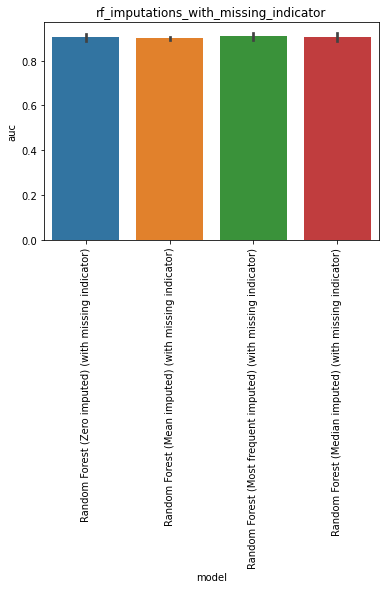 rf_imputations_with_missing_indicator
auc
0.8
0.6
0.4
0.2
0.0
Random Forest (Zero imputed) (with missing indicator)
Random Forest (Mean imputed) (with missing indicator)
Random Forest (Most frequent imputed) (with missing indicator)
Random Forest (Median imputed) (with missing indicator)
model